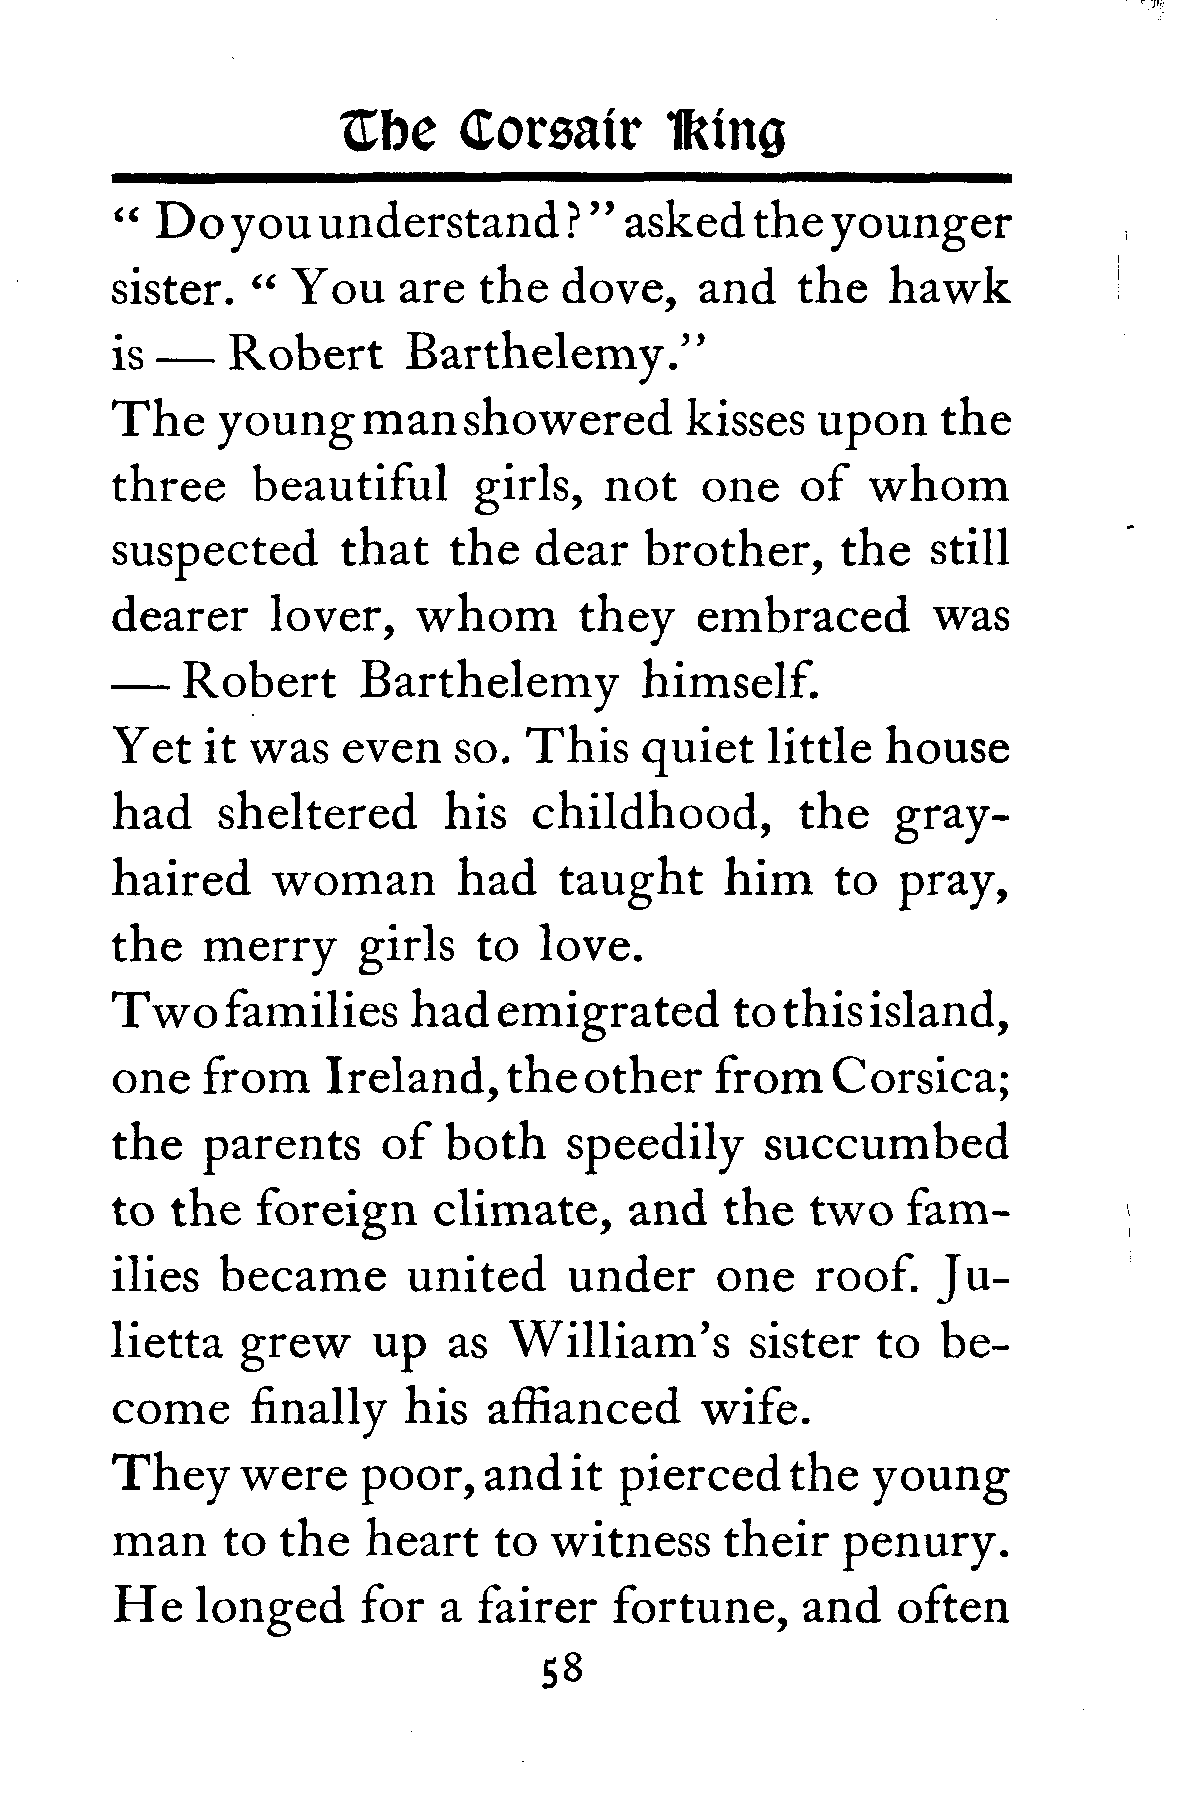 The Corsair King
“ Do you understand? ” asked the younger
sister. “ You are the dove, and the hawk
is — Robert Barthelemy.”
The young man showered kisses upon the
three beautiful girls, not one of whom
suspected that the dear brother, the still
dearer lover, whom they embraced was
— Robert Barthelemy himself.
Yet it was even so. This quiet little house
had sheltered his childhood, the gray-
haired woman had taught him to pray,
the merry girls to love.
Two families had emigrated to this island,
one from Ireland, the other from Corsica;
the parents of both speedily succumbed
to the foreign climate, and the two fam-
ilies became united under one roof. Ju-
lietta grew up as William’s sister to be-
come finally his affianced wife.
They were poor, and it pierced the young
man to the heart to witness their penury.
He longed for a fairer fortune, and often
58